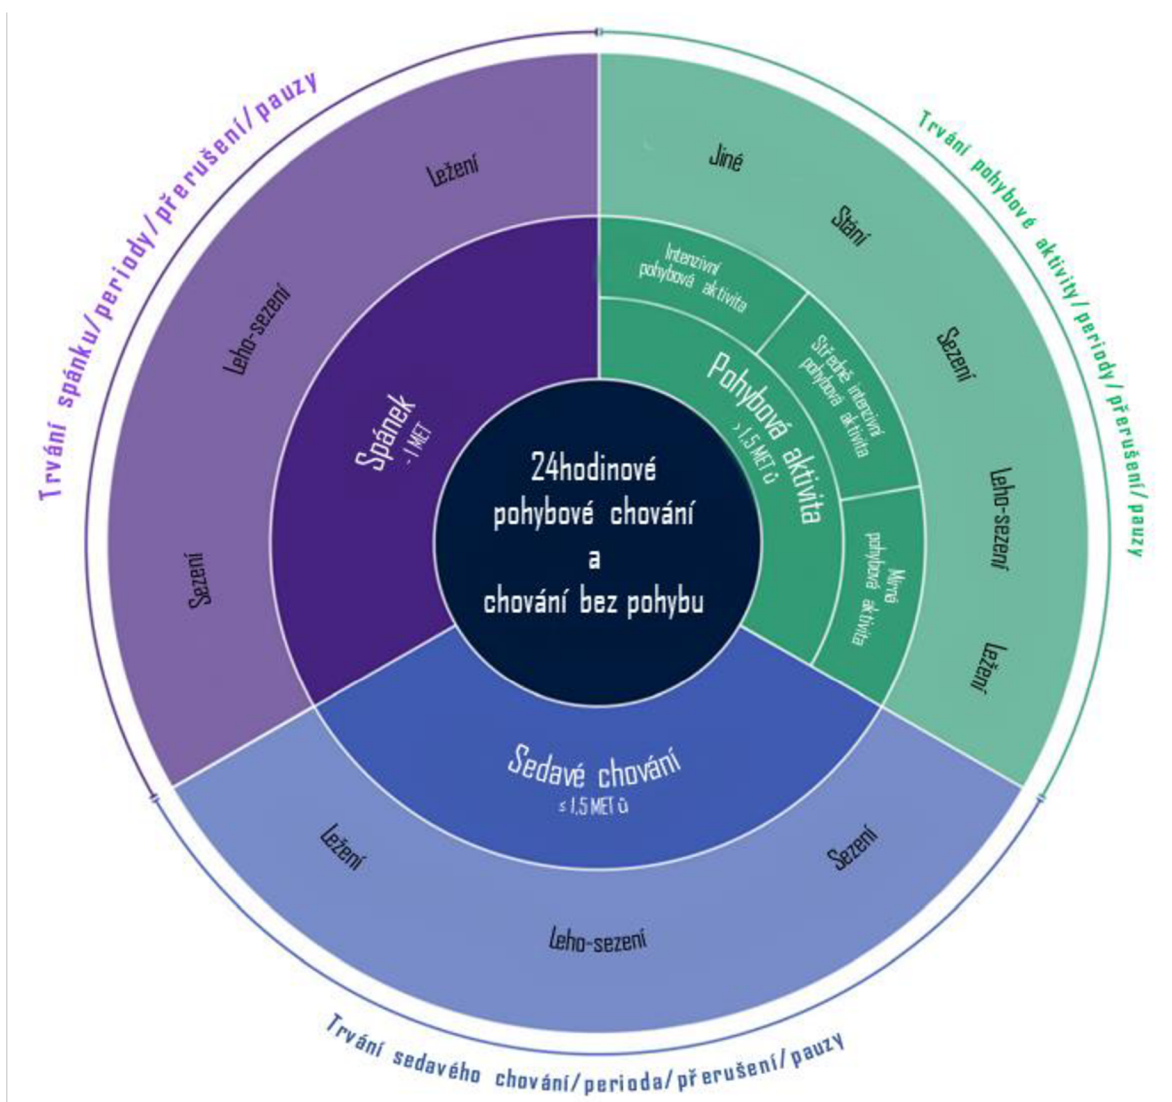 24hodinové
pohybové chování
a
chování bez pohybu
Spánek
~ 1 MET
Ležení
Leho-sezení
Sezení
Trvání spánku/periody/přerušení/pauzy
Pohybová aktivita
> 1,5 MET ů
Intenzivní
pohybová aktivita
Středně intenzivní
pohybová aktivita
Mírná
pohybová aktivita
Jiné
Stání
Sezení
Leho-sezení
Ležení
Trvání pohybové aktivity/periody/přerušení/pauzy
Sedavé chování
≤ 1,5 MET ů
Ležení
Leho-sezení
Sezení
Trvání sedavého chování/perioda/přerušení/pauzy